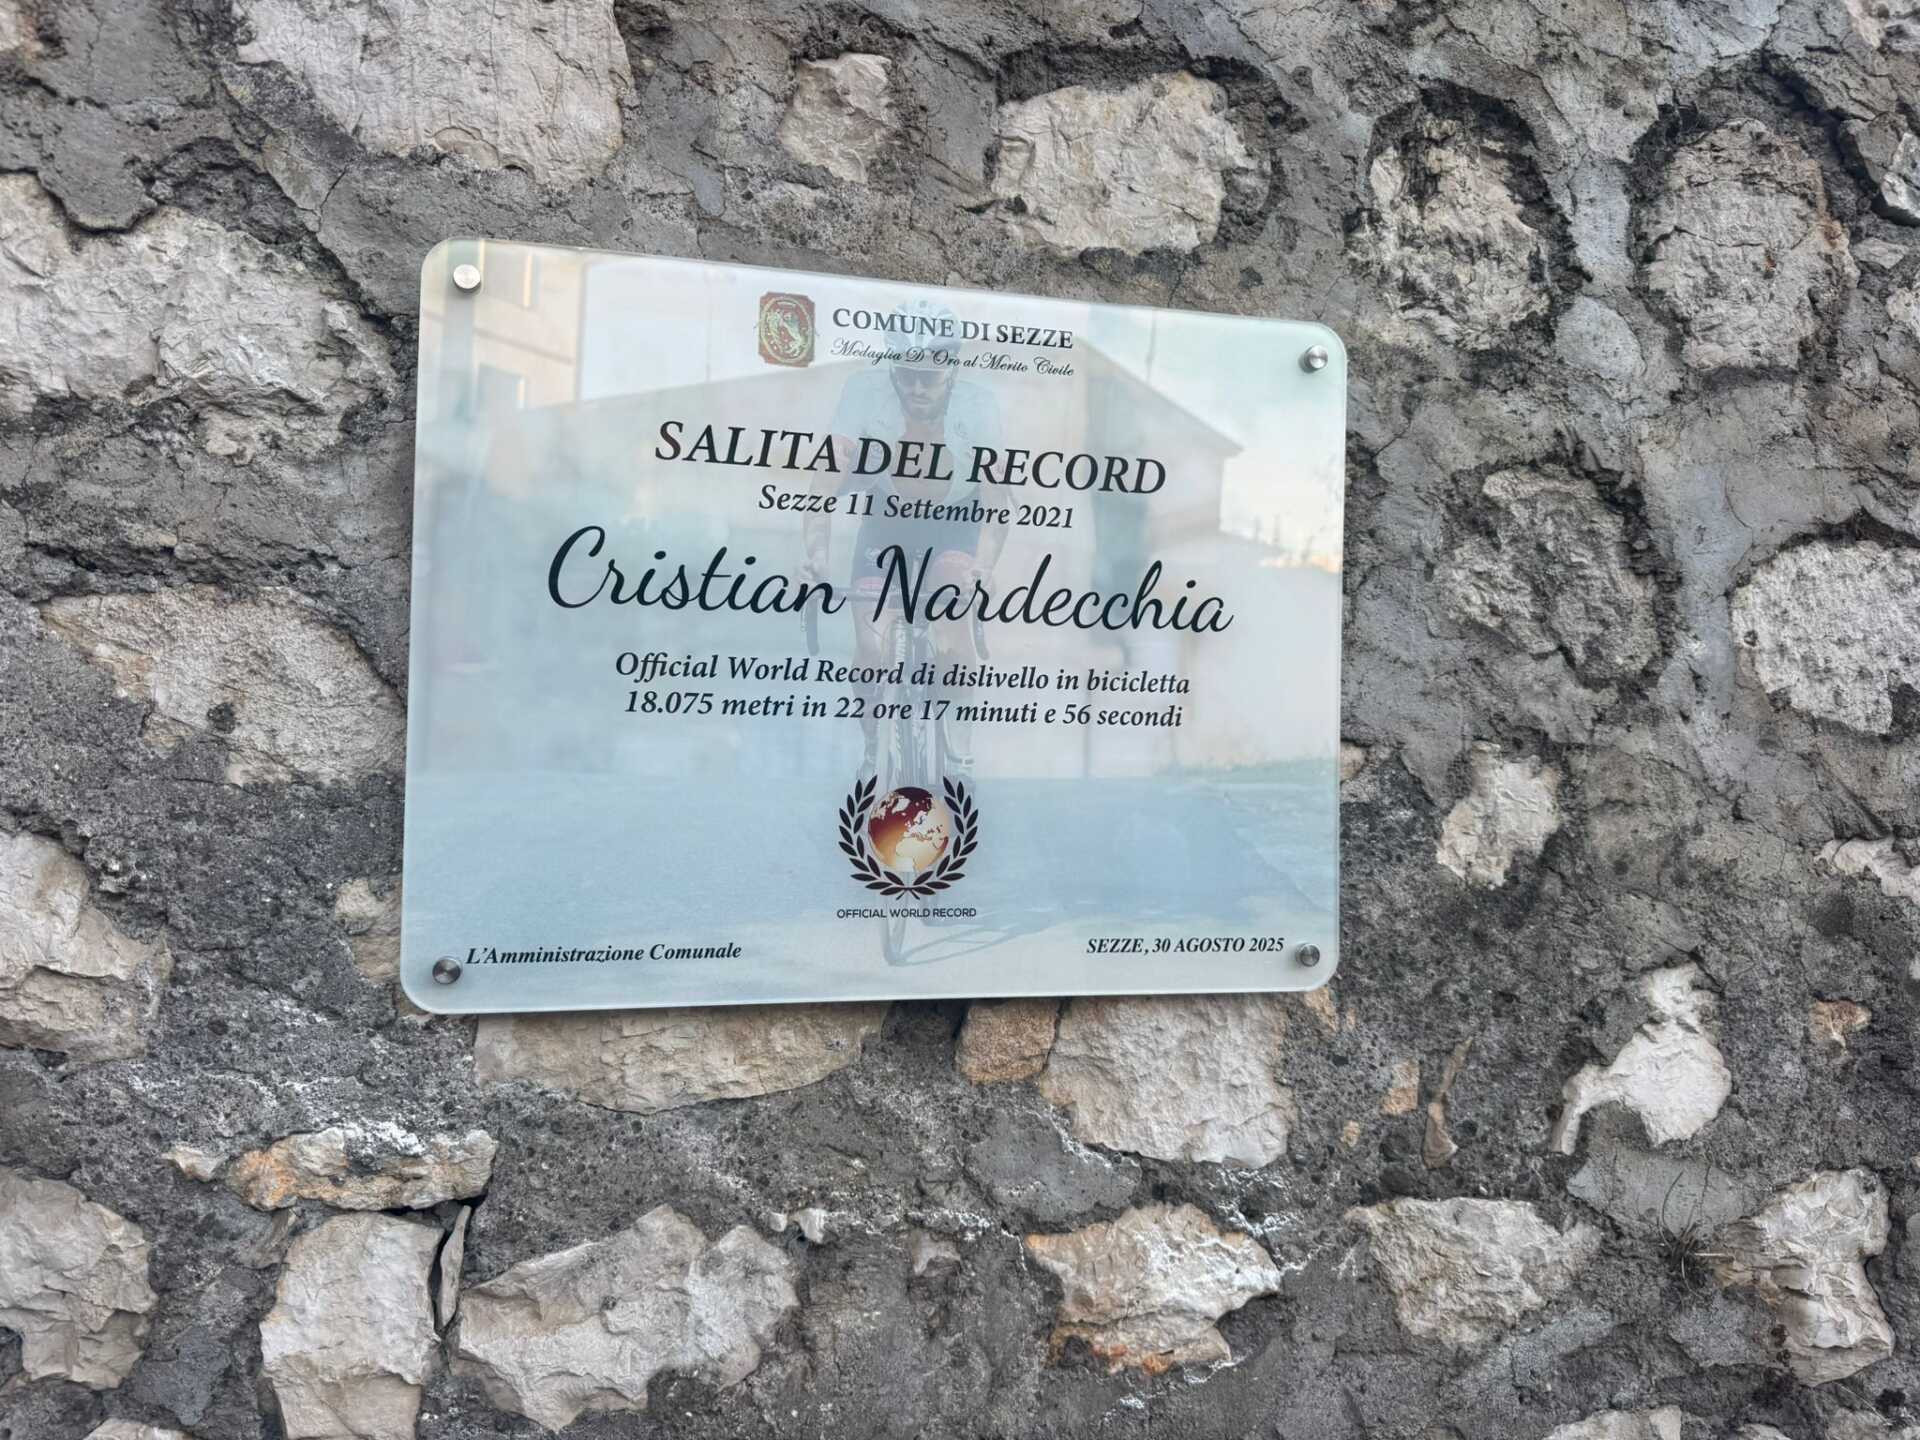 COMUNE DI SEZZE
Medaglia D'Oro al Merito Civile
SALITA DEL RECORD
Sezze 11 Settembre 2021
Cristian Nardecchia
Official World Record di dislivello in bicicletta
18.075 metri in 22 ore 17 minuti e 56 secondi
OFFICIAL WORLD RECORD
L'Amministrazione Comunale
SEZZE, 30 AGOSTO 2025